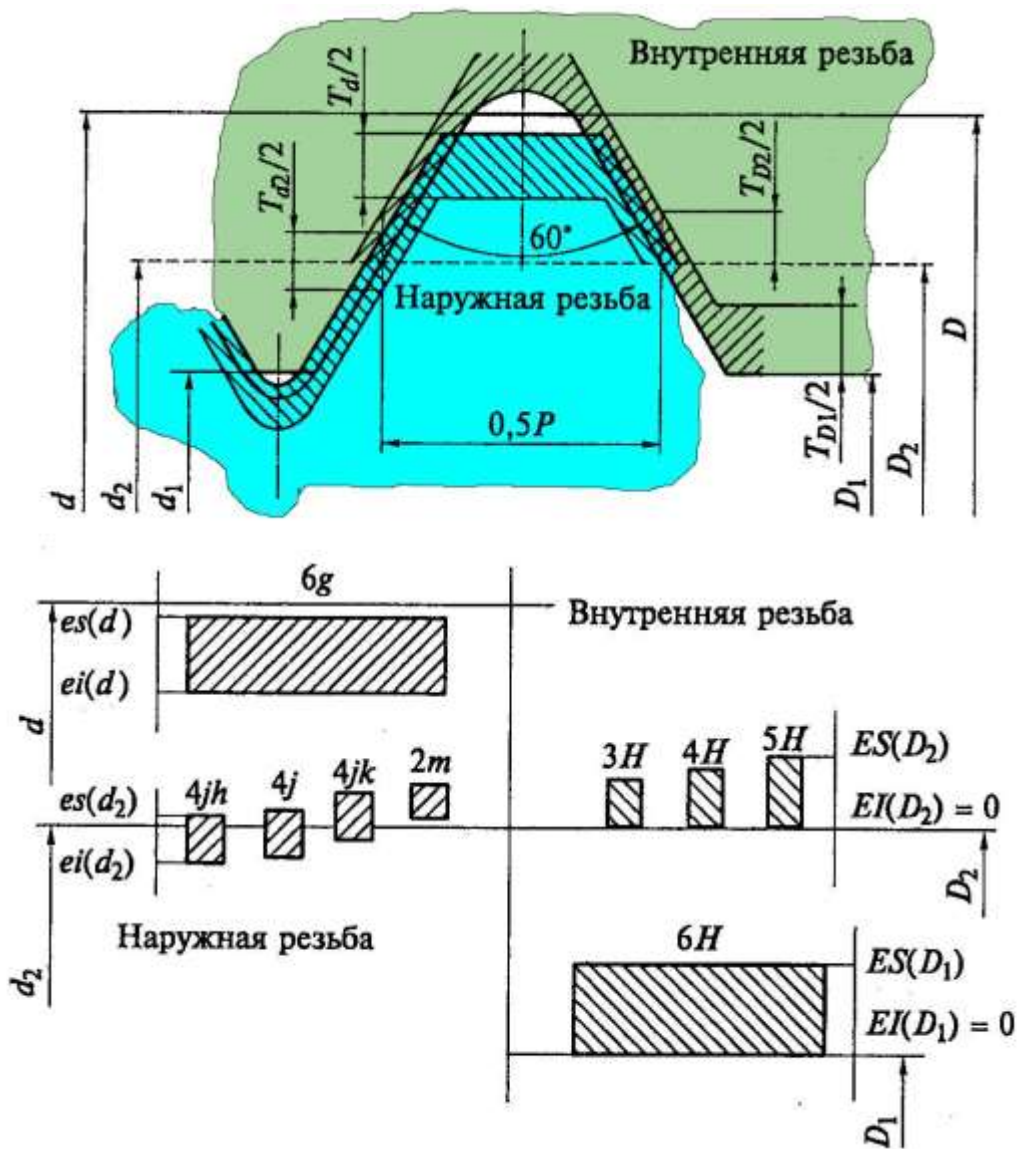 Внутренняя резьба
T_d/2
T_d2/2
T_D2/2
60°
Наружная резьба
0,5P
T_D1/2
d
d_2
d_1
D_1
D_2
D
6g
Внутренняя резьба
es(d)
ei(d)
d
4jh
4j
4jk
2m
3H
4H
5H
ES(D_2)
es(d_2)
EI(D_2) = 0
ei(d_2)
D_2
Наружная резьба
d_2
6H
ES(D_1)
EI(D_1) = 0
D_1